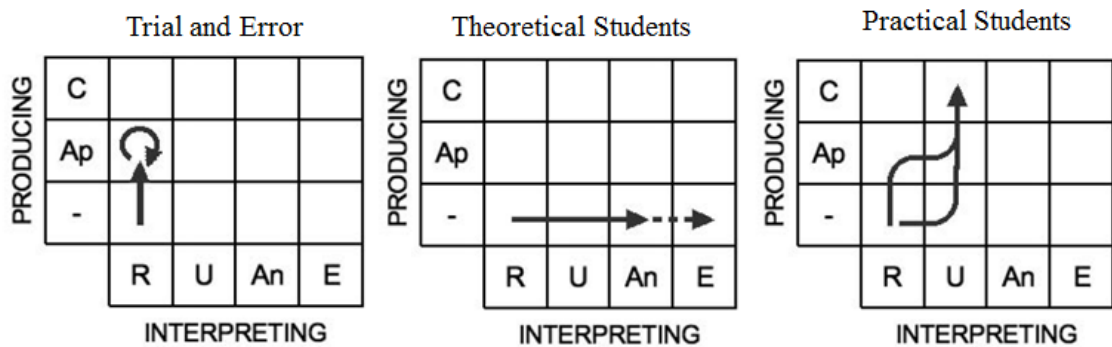 Trial and Error
PRODUCING
C
Ap
-
R U An E
INTERPRETING
Theoretical Students
PRODUCING
C
Ap
-
R U An E
INTERPRETING
Practical Students
PRODUCING
C
Ap
-
R U An E
INTERPRETING